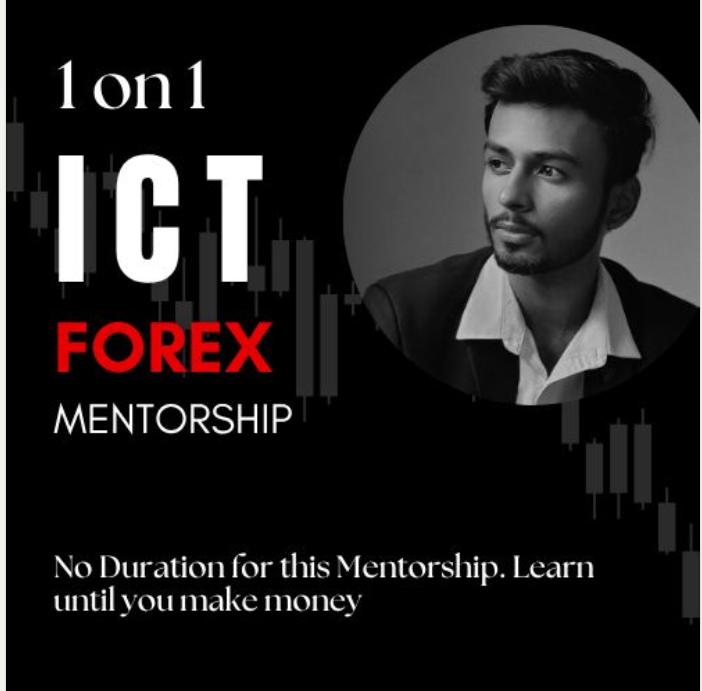 1 on 1
ICT
FOREX
MENTORSHIP
No Duration for this Mentorship. Learn
until you make money